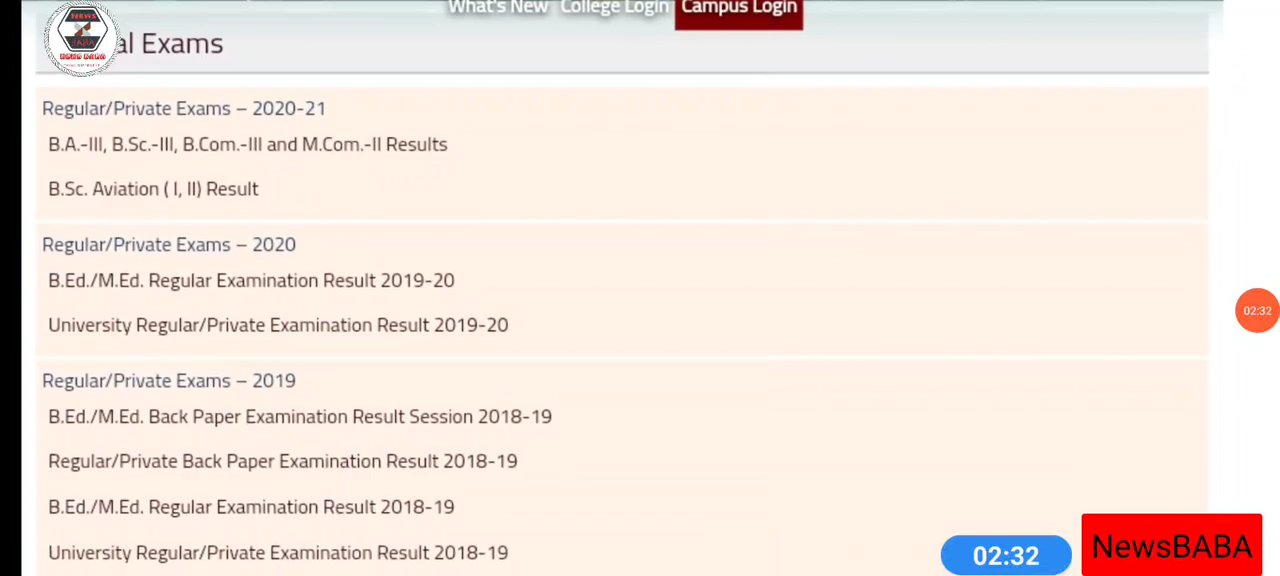 What's New College Login Campus Login
al Exams
NEWS
BABA
Regular/Private Exams – 2020-21
B.A.-III, B.Sc.-III, B.Com.-III and M.Com.-II Results
B.Sc. Aviation ( I, II) Result
Regular/Private Exams – 2020
B.Ed./M.Ed. Regular Examination Result 2019-20
University Regular/Private Examination Result 2019-20
02:32
Regular/Private Exams – 2019
B.Ed./M.Ed. Back Paper Examination Result Session 2018-19
Regular/Private Back Paper Examination Result 2018-19
B.Ed./M.Ed. Regular Examination Result 2018-19
University Regular/Private Examination Result 2018-19
02:32
NewsBABA